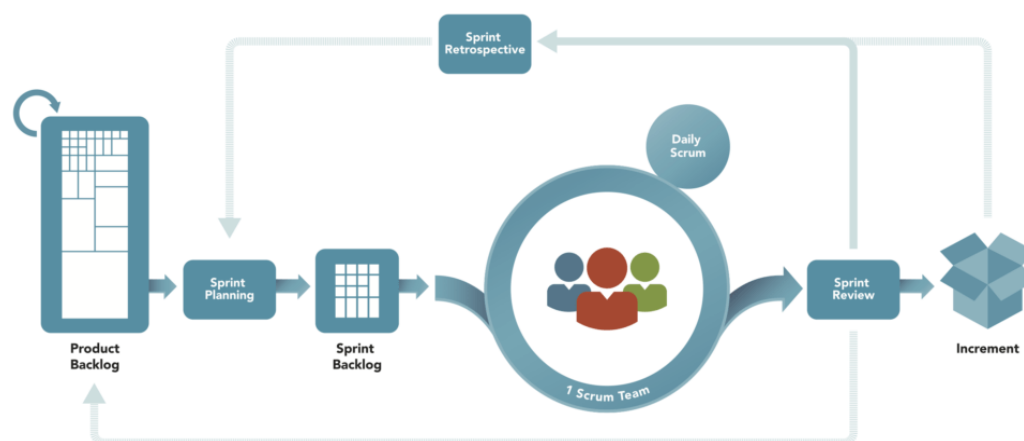 Sprint
Retrospective
Daily
Scrum
Sprint
Planning
Sprint
Review
Product
Backlog
Sprint
Backlog
1 Scrum Team
Increment